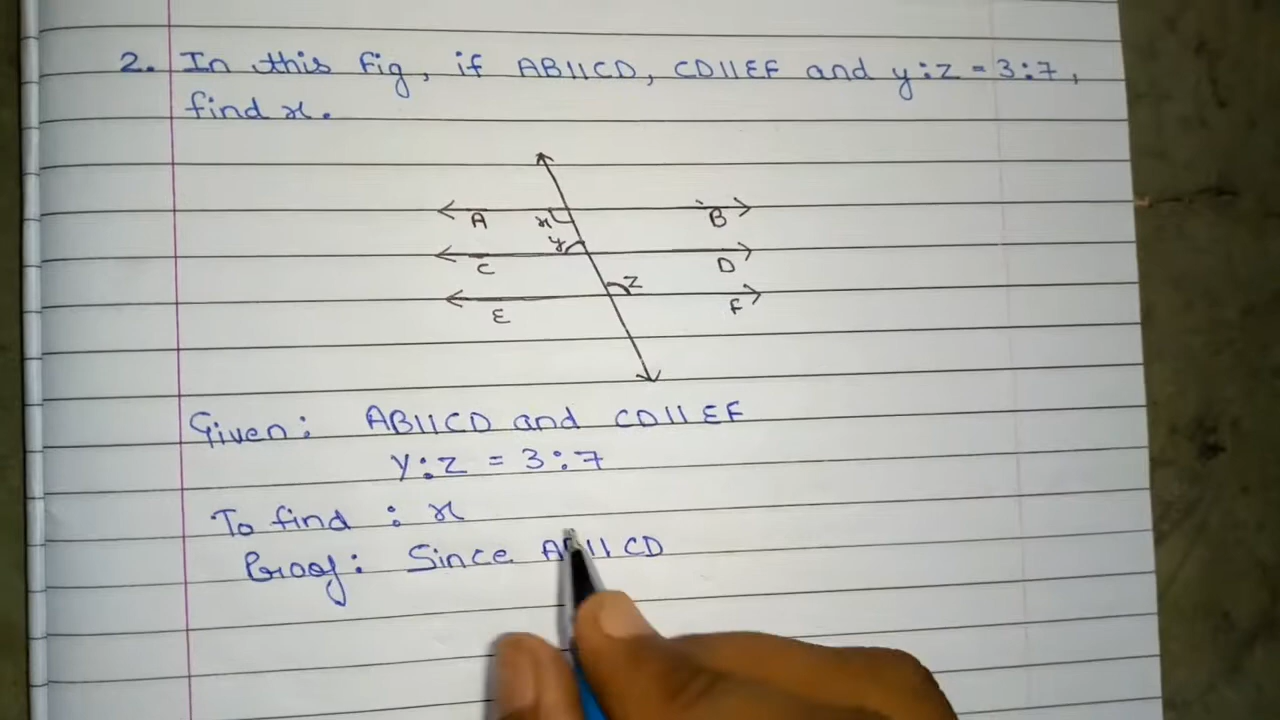 2. In this fig, if AB||CD, CD||EF and y:z = 3:7,
find x.
A x B
y
C D
z
E F
Given: AB||CD and CD||EF
y:z = 3:7
To find : x
Proof: Since AB||CD